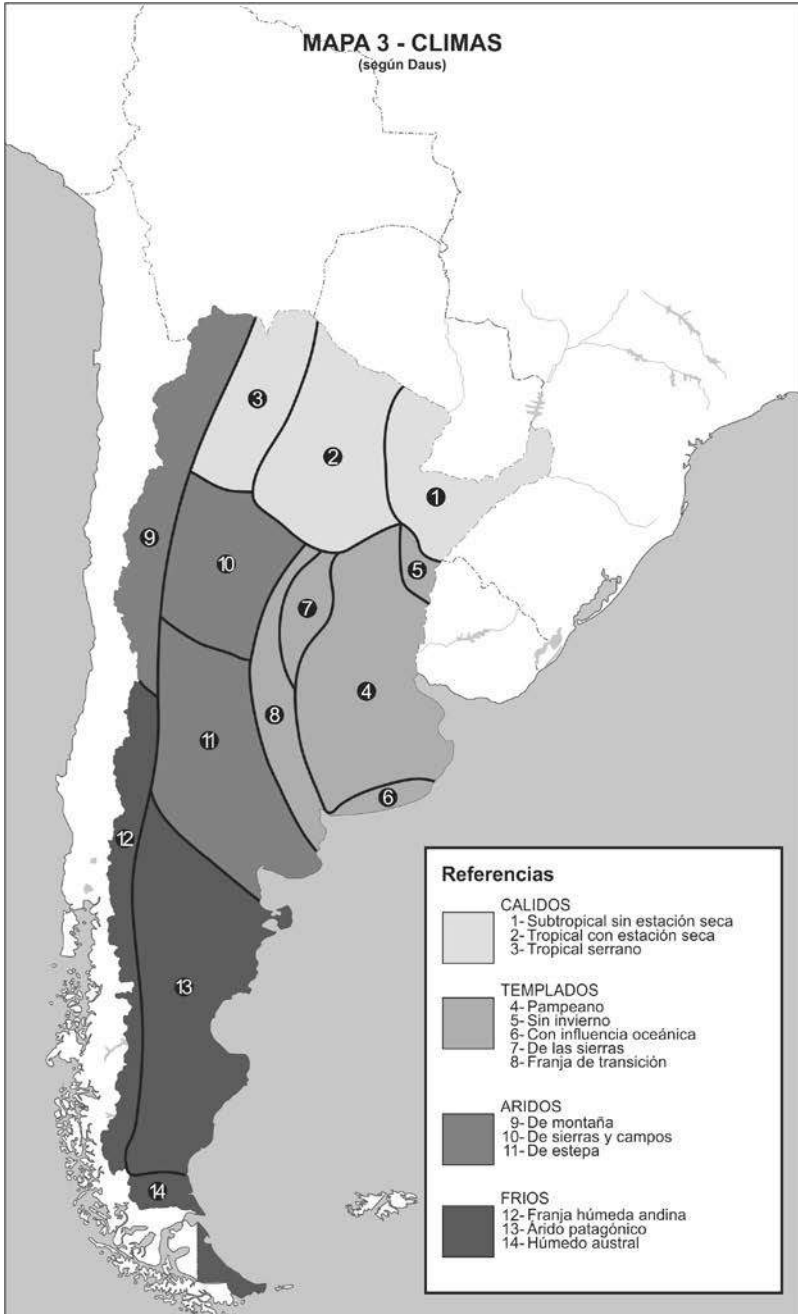 MAPA 3 - CLIMAS
(según Daus)
3
2
1
9
10
5
7
4
8
11
6
12
13
14
Referencias
CALIDOS
1- Subtropical sin estación seca
2- Tropical con estación seca
3- Tropical serrano
TEMPLADOS
4- Pampeano
5- Sin invierno
6- Con influencia oceánica
7- De las sierras
8- Franja de transición
ARIDOS
9- De montaña
10- De sierras y campos
11- De estepa
FRIOS
12- Franja húmeda andina
13- Árido patagónico
14- Húmedo austral